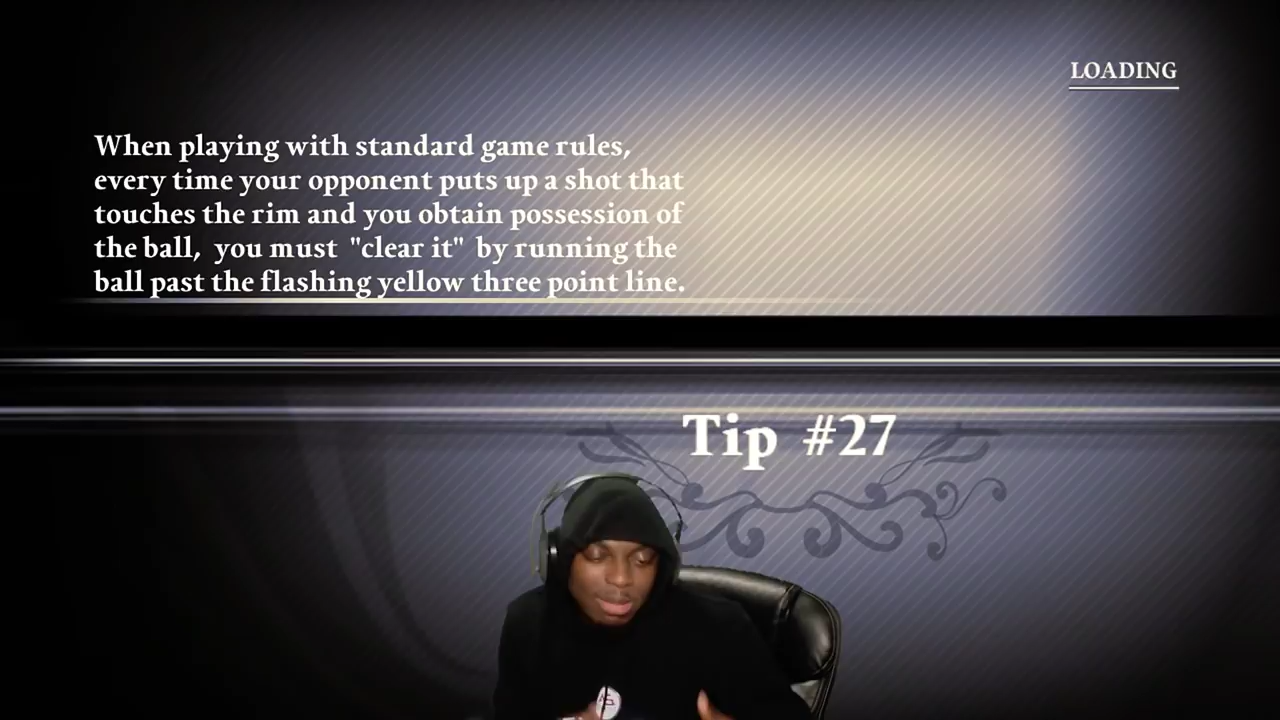 LOADING
When playing with standard game rules,
every time your opponent puts up a shot that
touches the rim and you obtain possession of
the ball, you must "clear it" by running the
ball past the flashing yellow three point line.
Tip #27